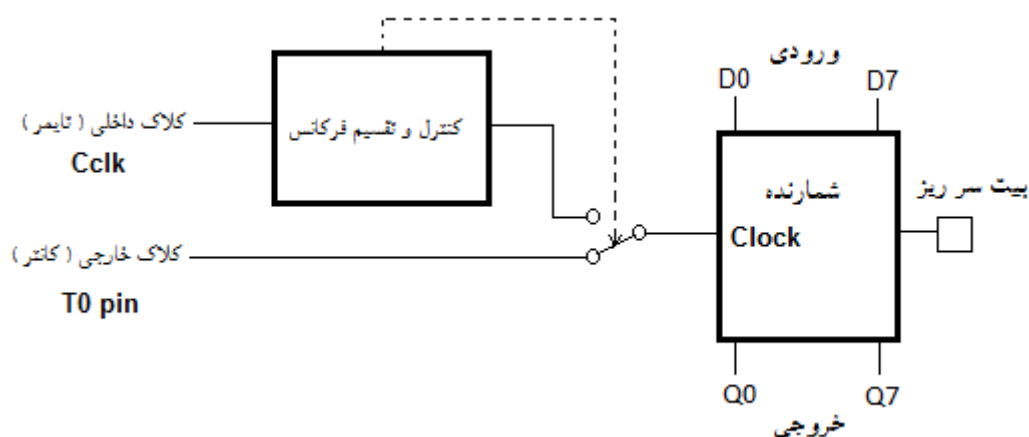 ورودی
D0
D7
کلاک داخلی ( تایمر )
Cclk
کنترل و تقسیم فرکانس
شمارنده
Clock
بیت سر ریز
کلاک خارجی ( کانتر )
T0 pin
Q0
Q7
خروجی